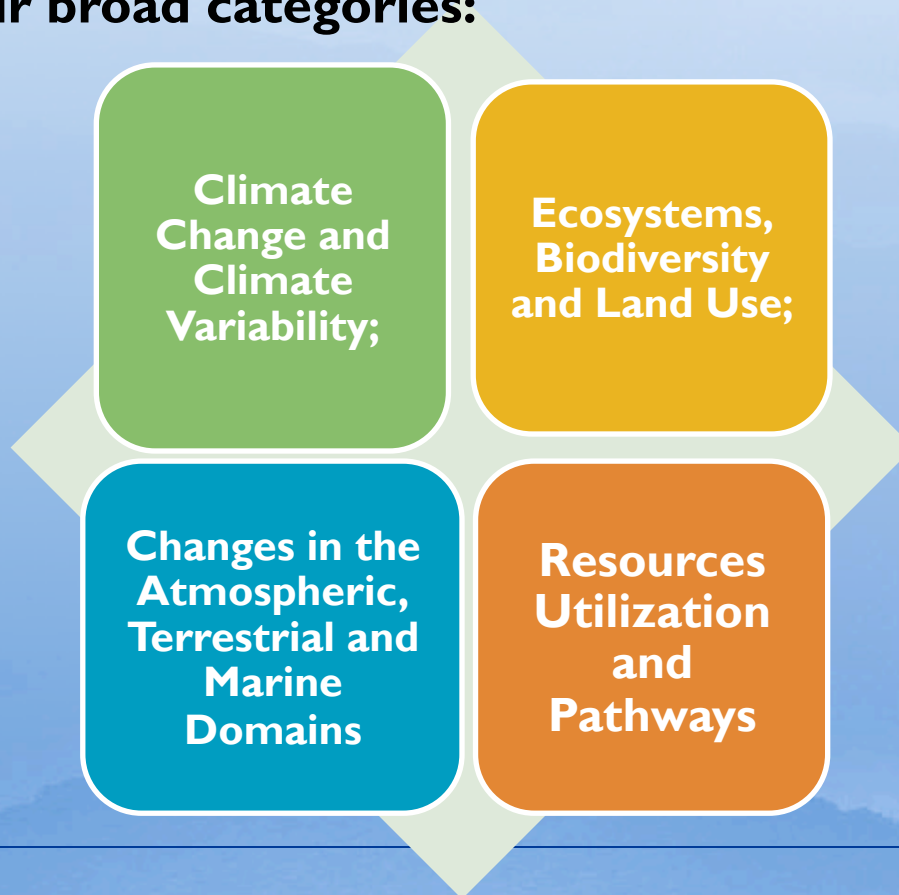 broad categories:
Climate
Change and
Climate
Variability;
Ecosystems,
Biodiversity
and Land Use;
Changes in the
Atmospheric,
Terrestrial and
Marine
Domains
Resources
Utilization
and
Pathways